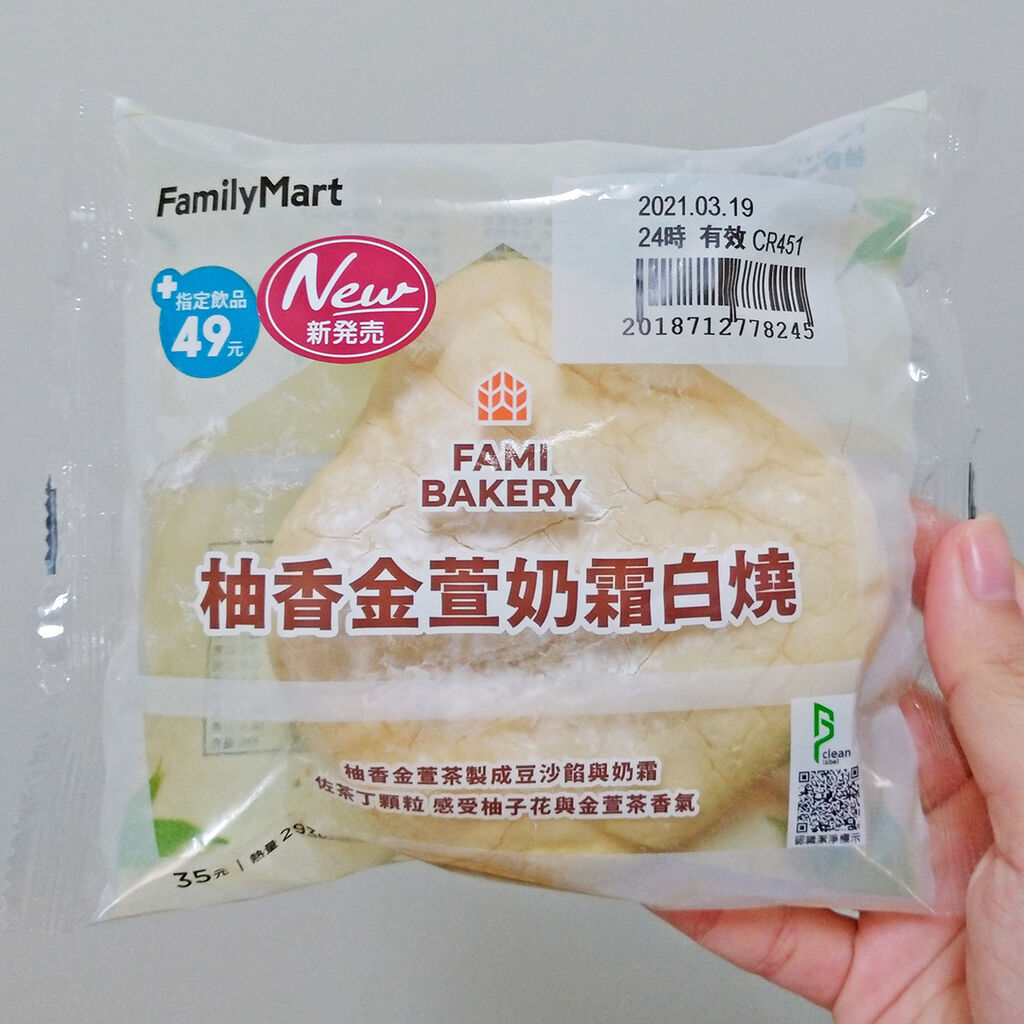 FamilyMart
2021.03.19
24時 有效 CR451
2018712778245
+指定飲品
49元
New
新発売
FAMI
BAKERY
柚香金萱奶霜白燒
柚香金萱茶製成豆沙餡與奶霜
佐茶丁顆粒 感受柚子花與金萱茶香氣
clean
label
認識潔淨標示
35元 | 熱量